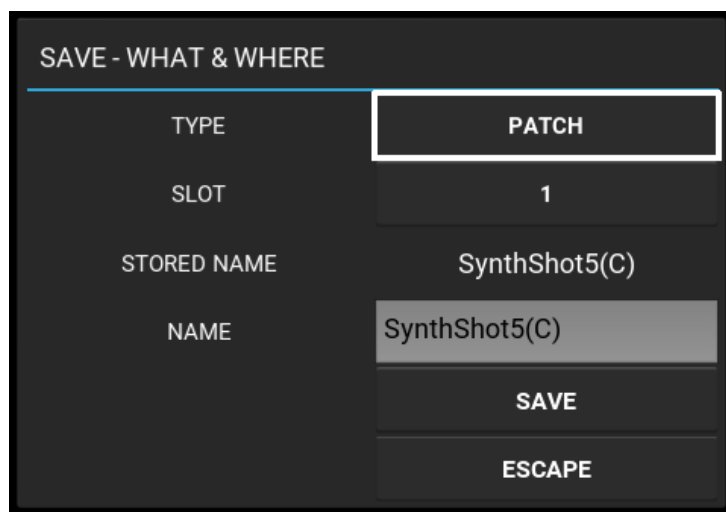 SAVE - WHAT & WHERE
TYPE PATCH
SLOT 1
STORED NAME SynthShot5(C)
NAME SynthShot5(C)
SAVE
ESCAPE